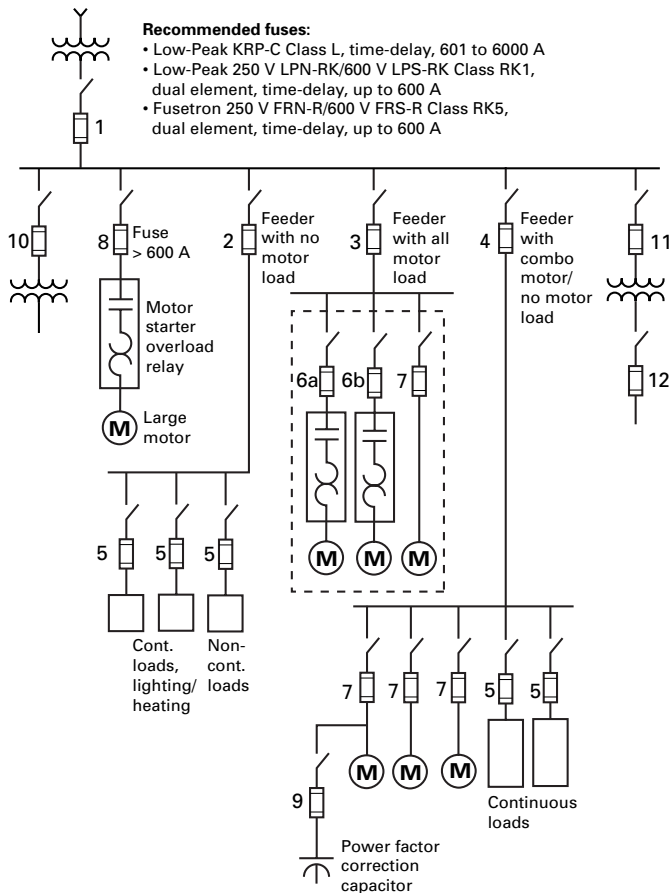 Recommended fuses:
• Low-Peak KRP-C Class L, time-delay, 601 to 6000 A
• Low-Peak 250 V LPN-RK/600 V LPS-RK Class RK1,
dual element, time-delay, up to 600 A
• Fusetron 250 V FRN-R/600 V FRS-R Class RK5,
dual element, time-delay, up to 600 A
1
10
8
Fuse
> 600 A
2
Feeder
with no
motor
load
3
Feeder
with all
motor
load
4
Feeder
with
combo
motor/
no motor
load
11
12
Motor
starter
overload
relay
M
Large
motor
6a
6b
7
M
M
M
5
5
5
Cont.
loads,
lighting/
heating
Non-
cont.
loads
7
7
7
5
5
M
M
M
Continuous
loads
9
Power factor
correction
capacitor